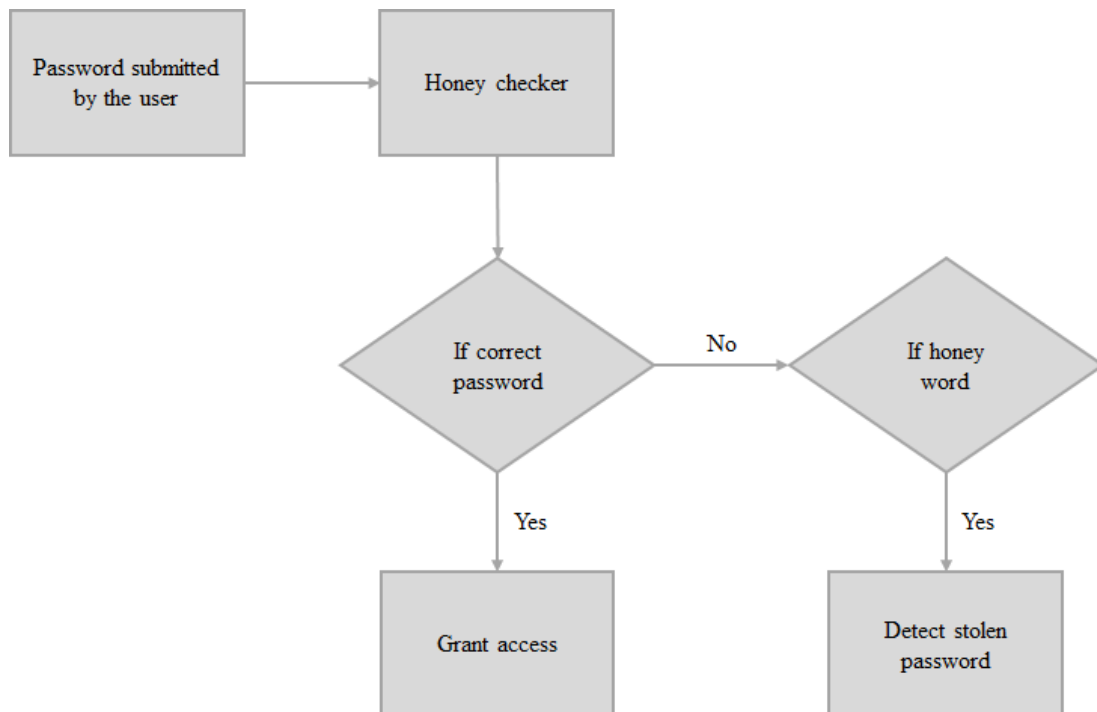 Password submitted
by the user
Honey checker
If correct
password
No
If honey
word
Yes
Yes
Grant access
Detect stolen
password